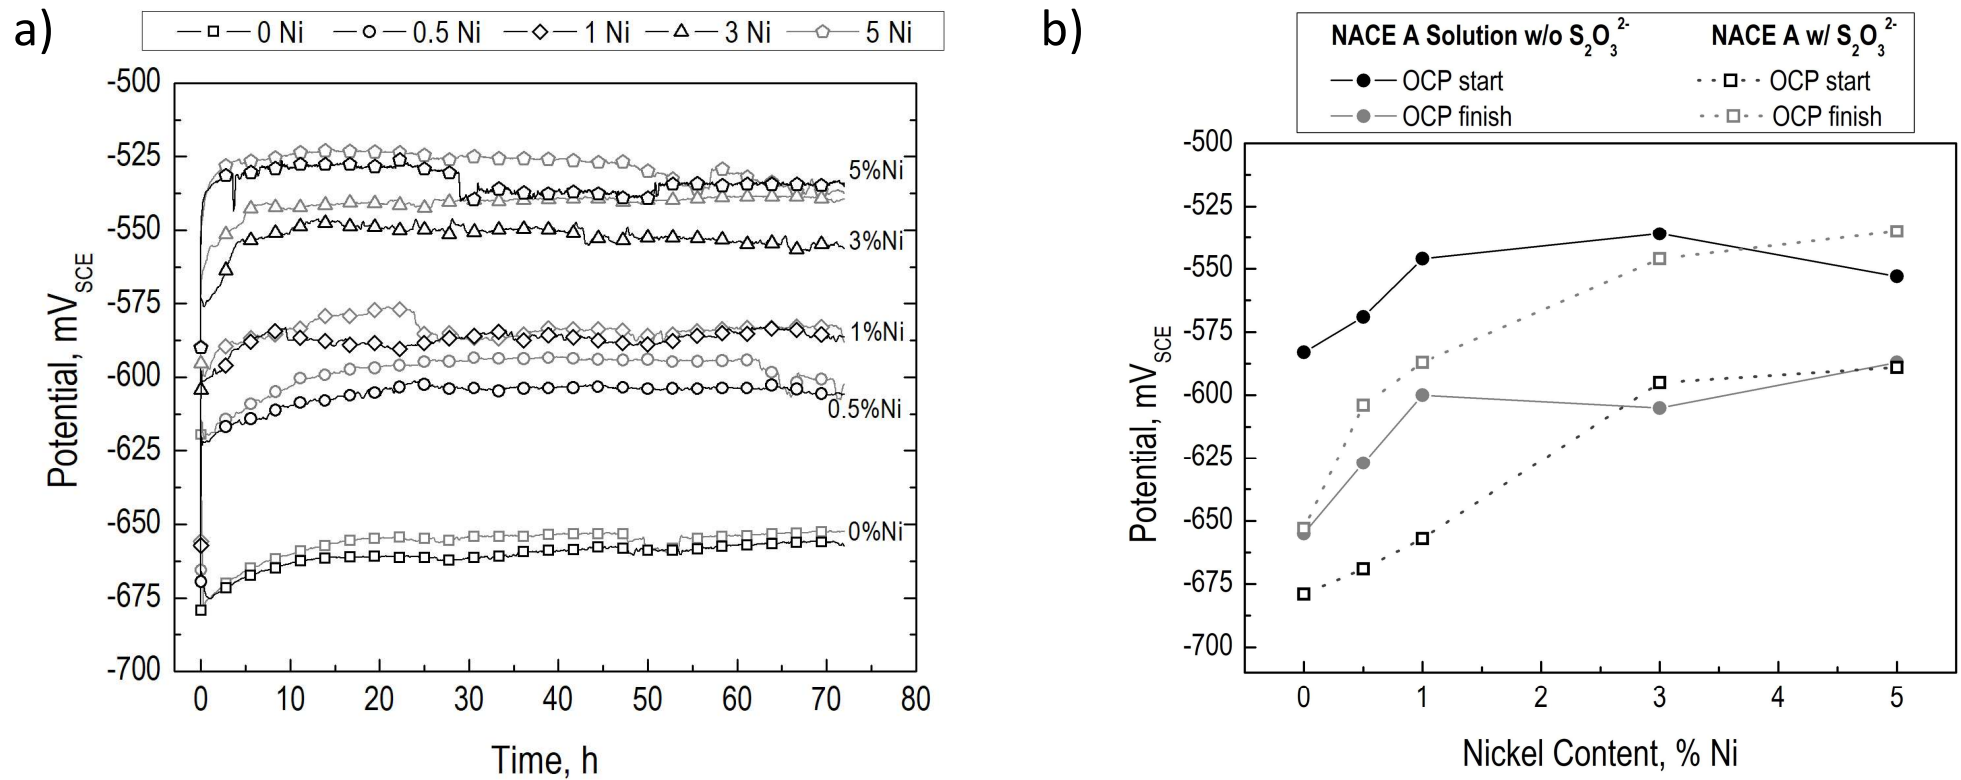 a)
0 Ni 0.5 Ni 1 Ni 3 Ni 5 Ni
-500
-525
-550
-575
-600
-625
-650
-675
-700
Potential, mV_SCE
5%Ni
3%Ni
1%Ni
0.5%Ni
0%Ni
0 10 20 30 40 50 60 70 80
Time, h
b)
NACE A Solution w/o S₂O₃²⁻ NACE A w/ S₂O₃²⁻
OCP start OCP start
OCP finish OCP finish
-500
-525
-550
-575
-600
-625
-650
-675
-700
Potential, mV_SCE
0 1 2 3 4 5
Nickel Content, % Ni